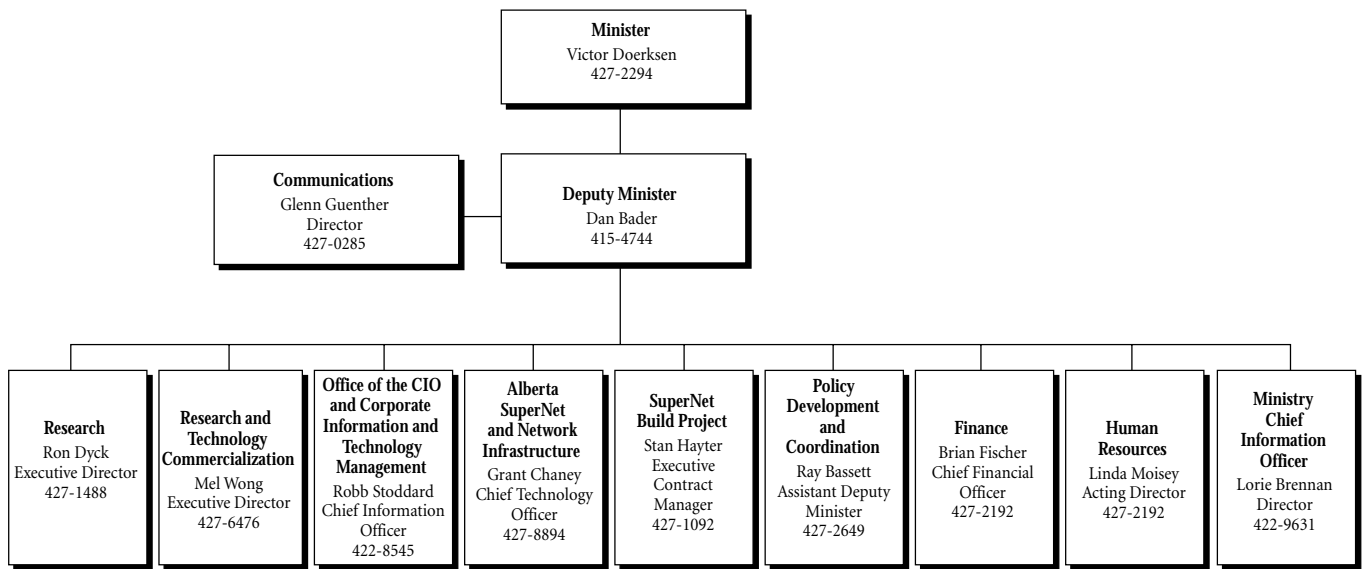 Minister
Victor Doerksen
427-2294
Communications
Glenn Guenther
Director
427-0285
Deputy Minister
Dan Bader
415-4744
Research
Ron Dyck
Executive Director
427-1488
Research and
Technology
Commercialization
Mel Wong
Executive Director
427-6476
Office of the CIO
and Corporate
Information and
Technology
Management
Robb Stoddard
Chief Information
Officer
422-8545
Alberta
SuperNet
and Network
Infrastructure
Grant Chaney
Chief Technology
Officer
427-8894
SuperNet
Build Project
Stan Hayter
Executive
Contract
Manager
427-1092
Policy
Development
and
Coordination
Ray Bassett
Assistant Deputy
Minister
427-2649
Finance
Brian Fischer
Chief Financial
Officer
427-2192
Human
Resources
Linda Moisey
Acting Director
427-2192
Ministry
Chief
Information
Officer
Lorie Brennan
Director
422-9631